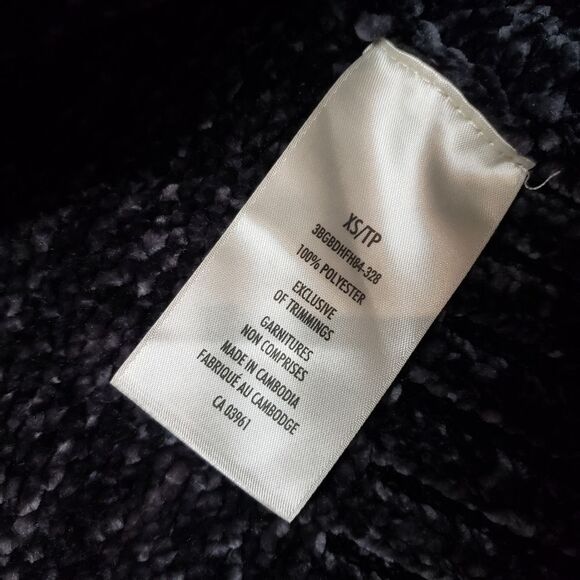 XS/TP
3BGBDHFH84-328
100% POLYESTER
EXCLUSIVE
OF TRIMMINGS
GARNITURES
NON COMPRISES
MADE IN CAMBODIA
FABRIQUÉ AU CAMBODGE
CA 03961